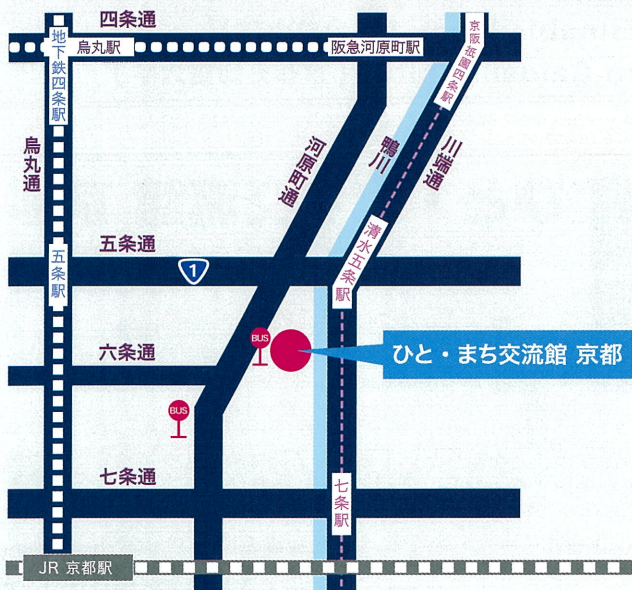 四条通
烏丸駅
阪急河原町駅
京阪祇園四条駅
地下鉄四条駅
烏丸通
河原町通
鴨川
川端通
五条通
1
五条駅
清水五条駅
BUS
ひと・まち交流館 京都
六条通
BUS
七条通
七条駅
JR 京都駅